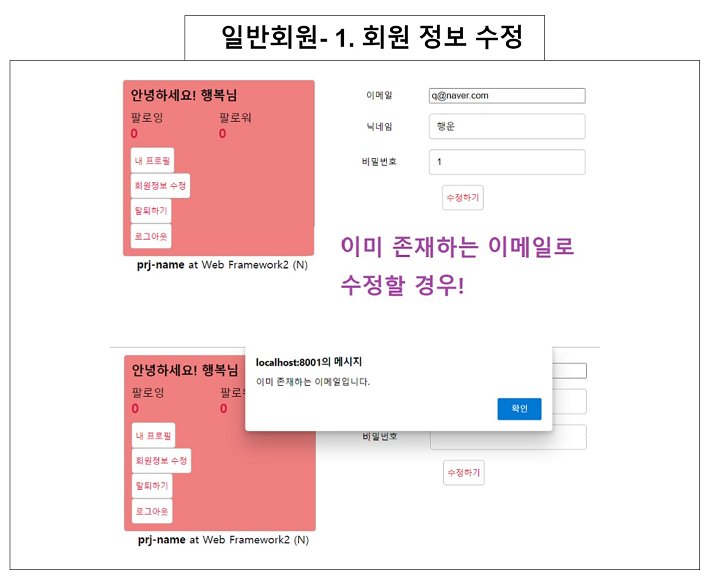 일반회원- 1. 회원 정보 수정
안녕하세요! 행복님
팔로잉 팔로워
0 0
내 프로필
회원정보 수정
탈퇴하기
로그아웃
prj-name at Web Framework2 (N)
이메일 q@naver.com
닉네임 행운
비밀번호 1
수정하기
이미 존재하는 이메일로
수정할 경우!
안녕하세요! 행복님
팔로잉
0 0
내 프로필
회원정보 수정
탈퇴하기
로그아웃
prj-name at Web Framework2 (N)
localhost:8001의 메시지
이미 존재하는 이메일입니다.
확인
비밀번호
수정하기